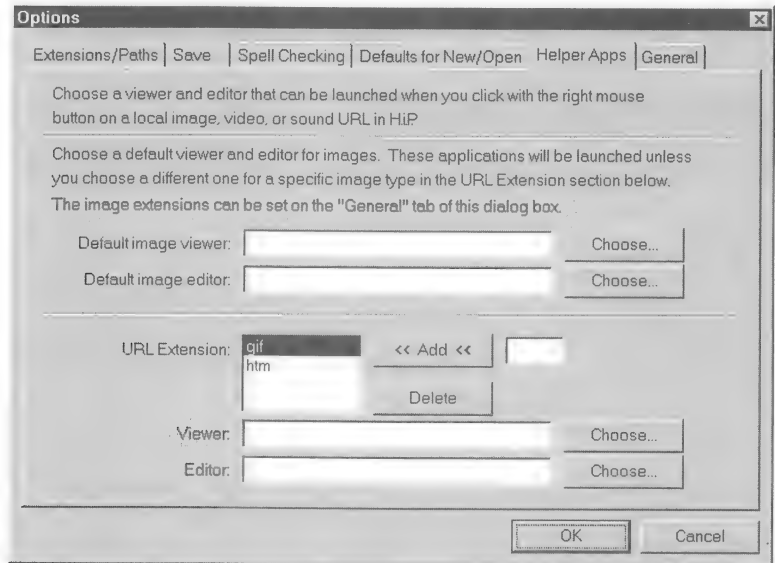 Options
Extensions/Paths Save Spell Checking Defaults for New/Open Helper Apps General
Choose a viewer and editor that can be launched when you click with the right mouse
button on a local image, video, or sound URL in H.i.P.
Choose a default viewer and editor for images. These applications will be launched unless
you choose a different one for a specific image type in the URL Extension section below.
The image extensions can be set on the "General" tab of this dialog box.
Default image viewer: Choose...
Default image editor: Choose...
URL Extension: gif << Add <<
htm
Delete
Viewer: Choose...
Editor: Choose...
OK Cancel